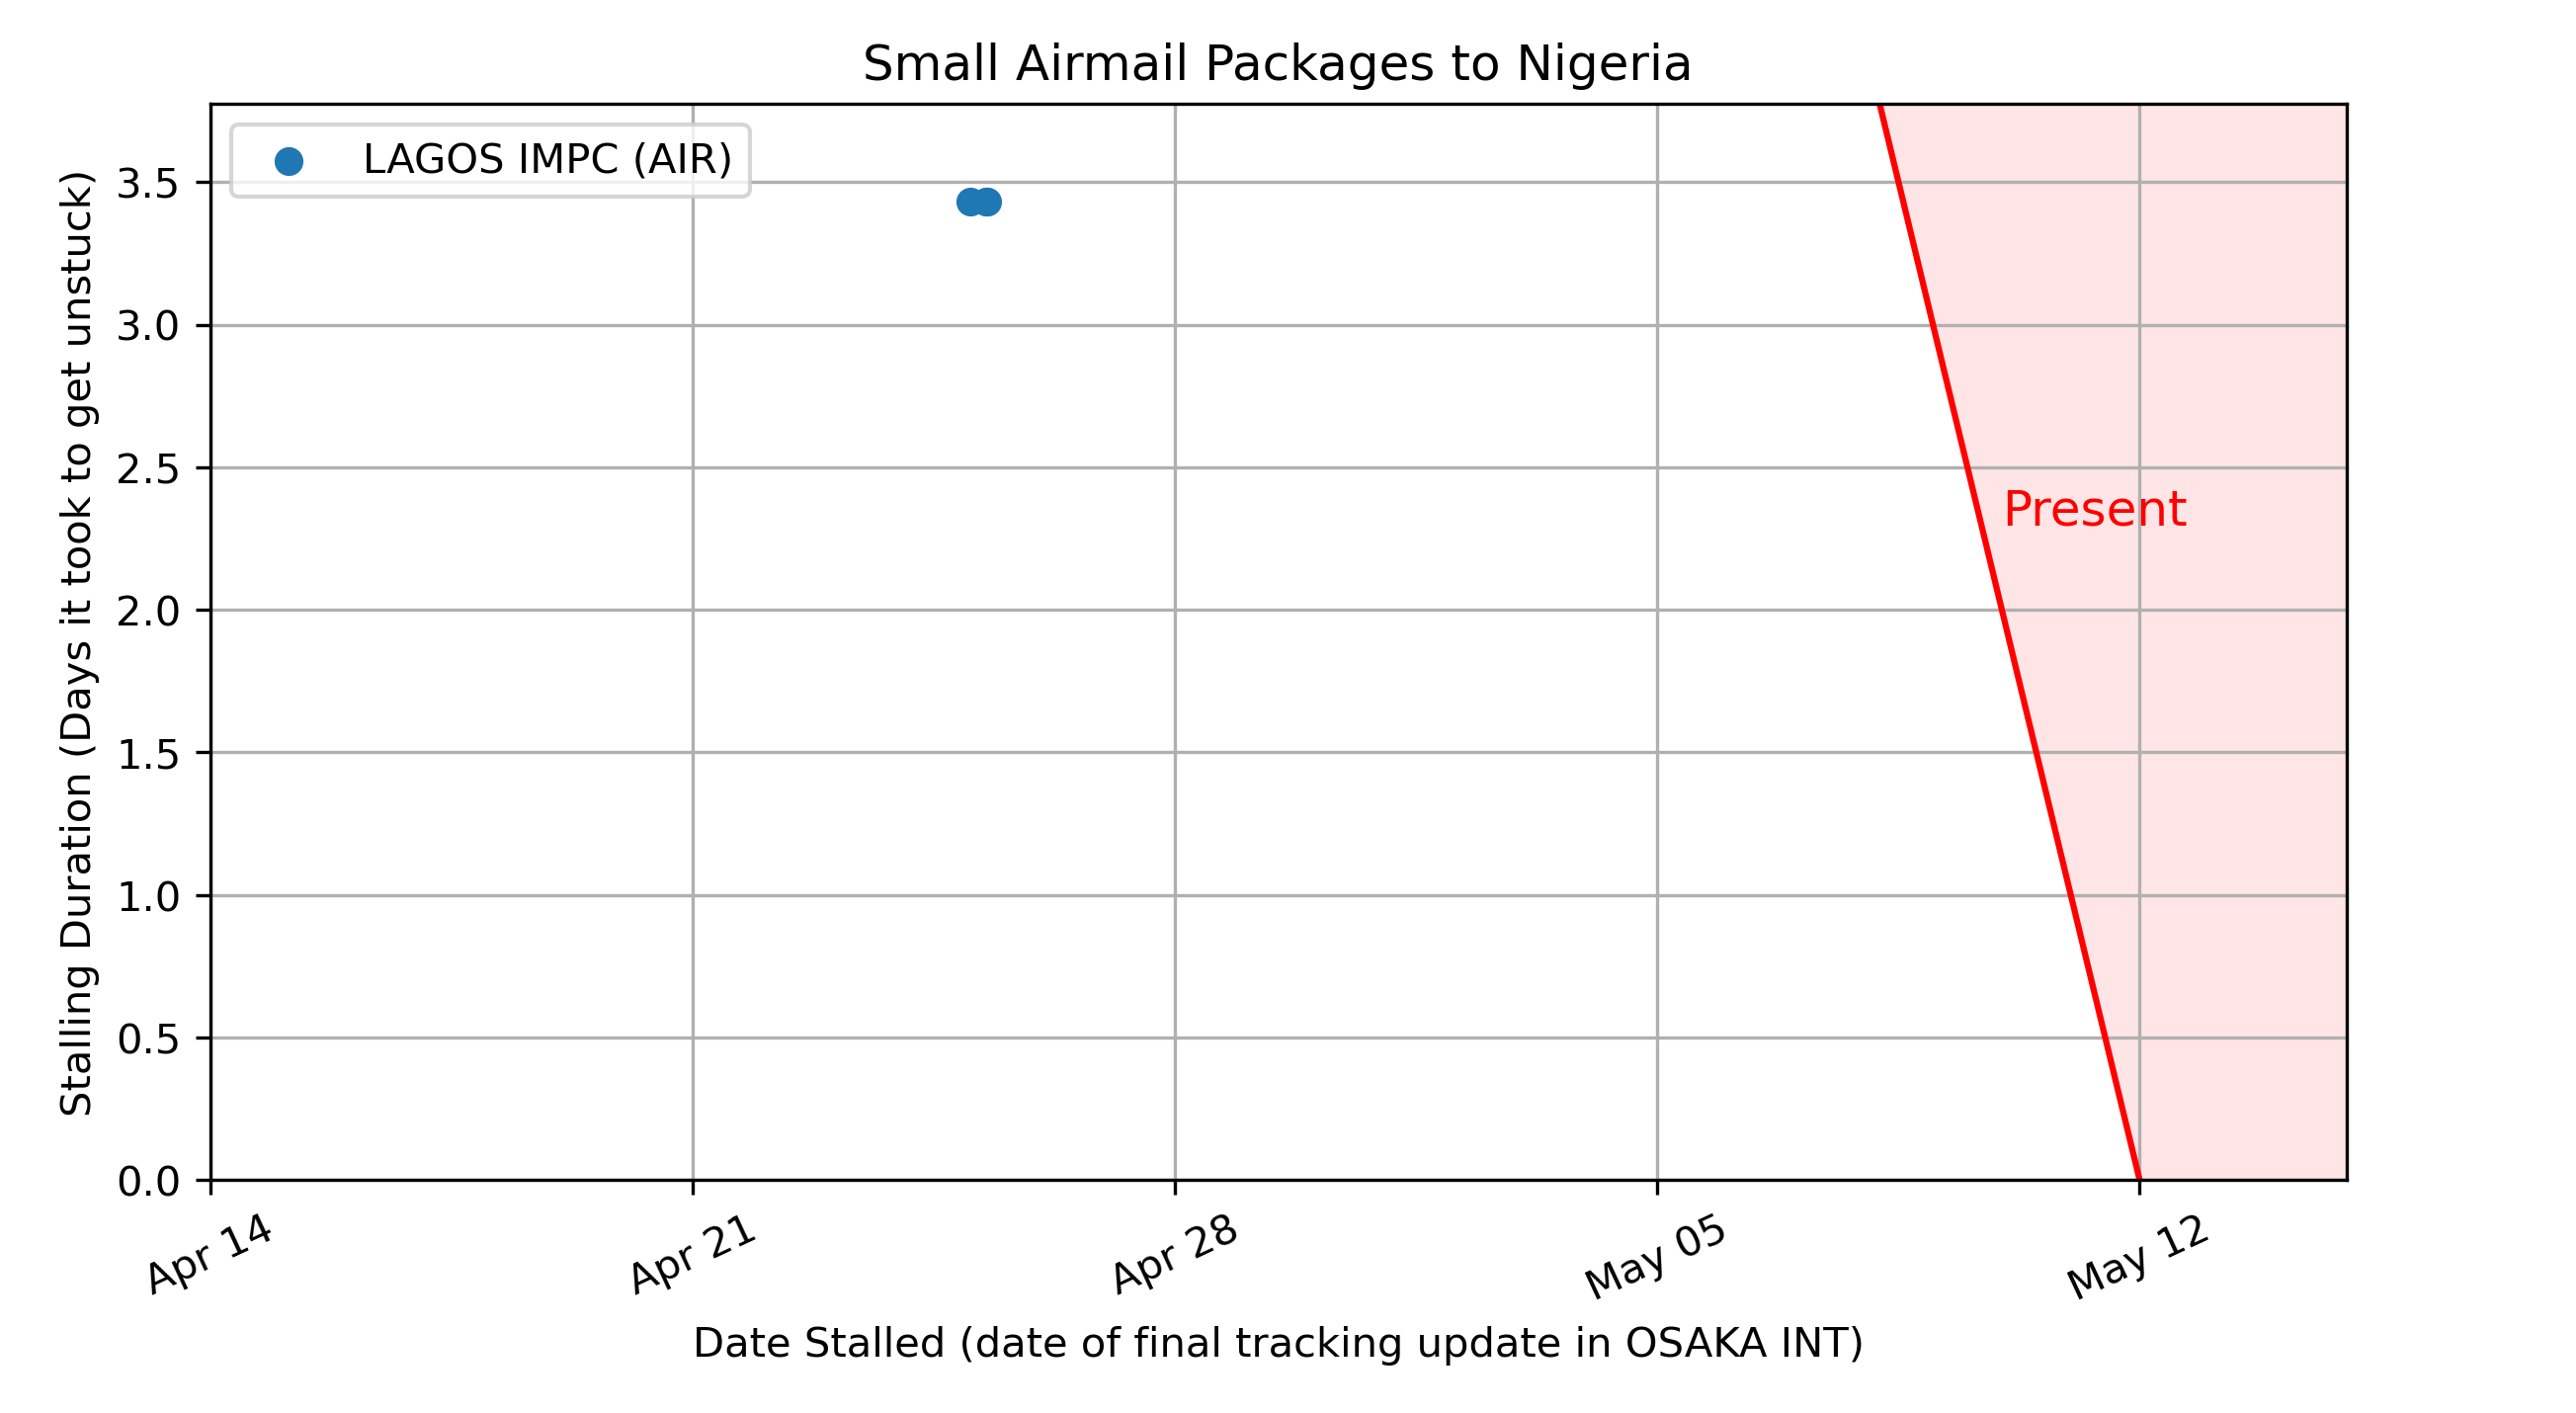 Small Airmail Packages to Nigeria
LAGOS IMPC (AIR)
Stalling Duration (Days it took to get unstuck)
3.5
3.0
2.5
2.0
1.5
1.0
0.5
0.0
Present
Apr 14
Apr 21
Apr 28
May 05
May 12
Date Stalled (date of final tracking update in OSAKA INT)